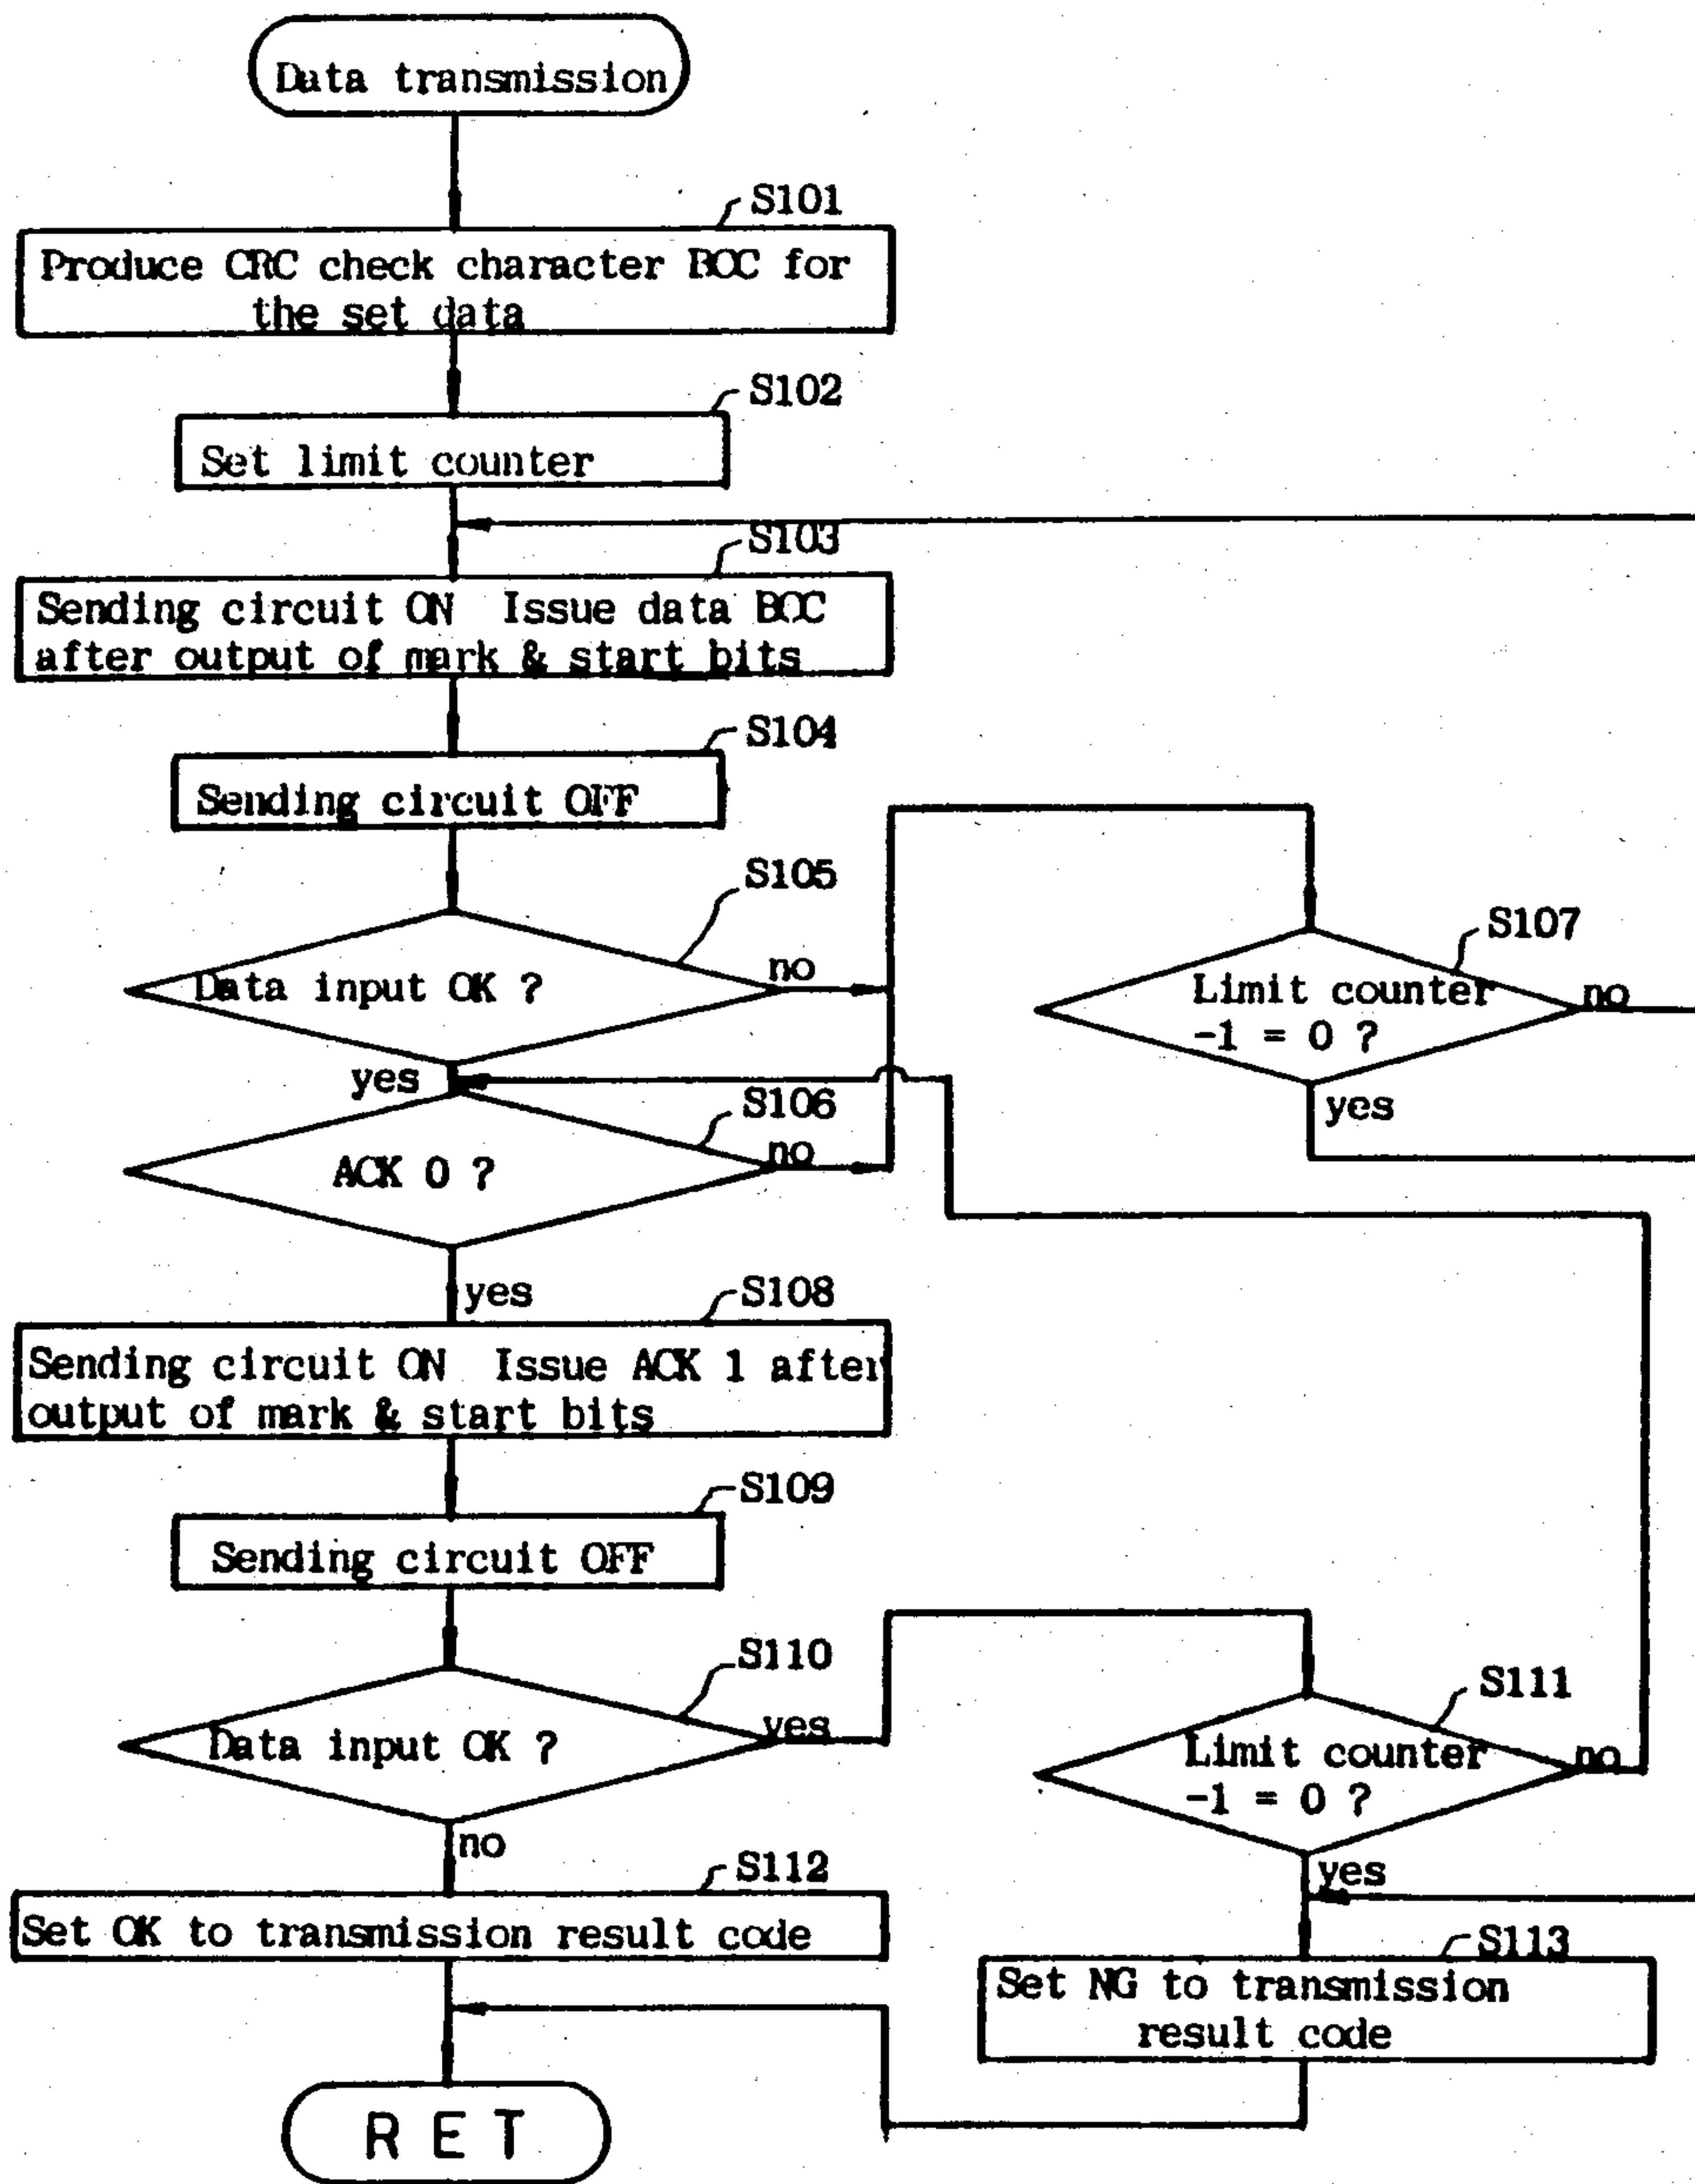 Data transmission
S101
Produce CRC check character BCC for
the set data
S102
Set limit counter
S103
Sending circuit ON Issue data BCC
after output of mark & start bits
S104
Sending circuit OFF
S105
Data input OK ?
no
yes
S107
Limit counter
-1 = 0 ?
no
yes
S106
ACK 0 ?
no
yes
S108
Sending circuit ON Issue ACK 1 after
output of mark & start bits
S109
Sending circuit OFF
S110
Data input OK ?
yes
no
S111
Limit counter
-1 = 0 ?
no
yes
S112
Set OK to transmission result code
S113
Set NG to transmission
result code
RET